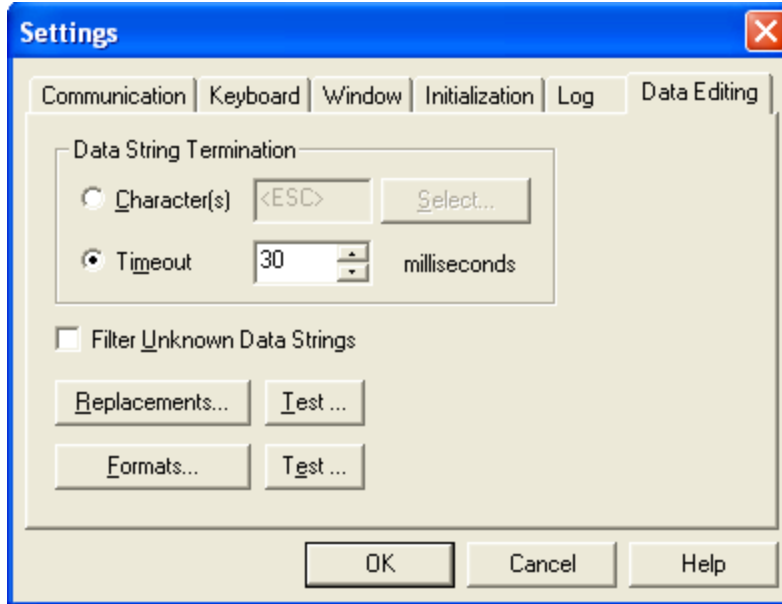 Settings
Communication Keyboard Window Initialization Log Data Editing
Data String Termination
Character(s) <ESC> Select...
Timeout 30 milliseconds
Filter Unknown Data Strings
Replacements... Test ...
Formats... Test ...
OK Cancel Help